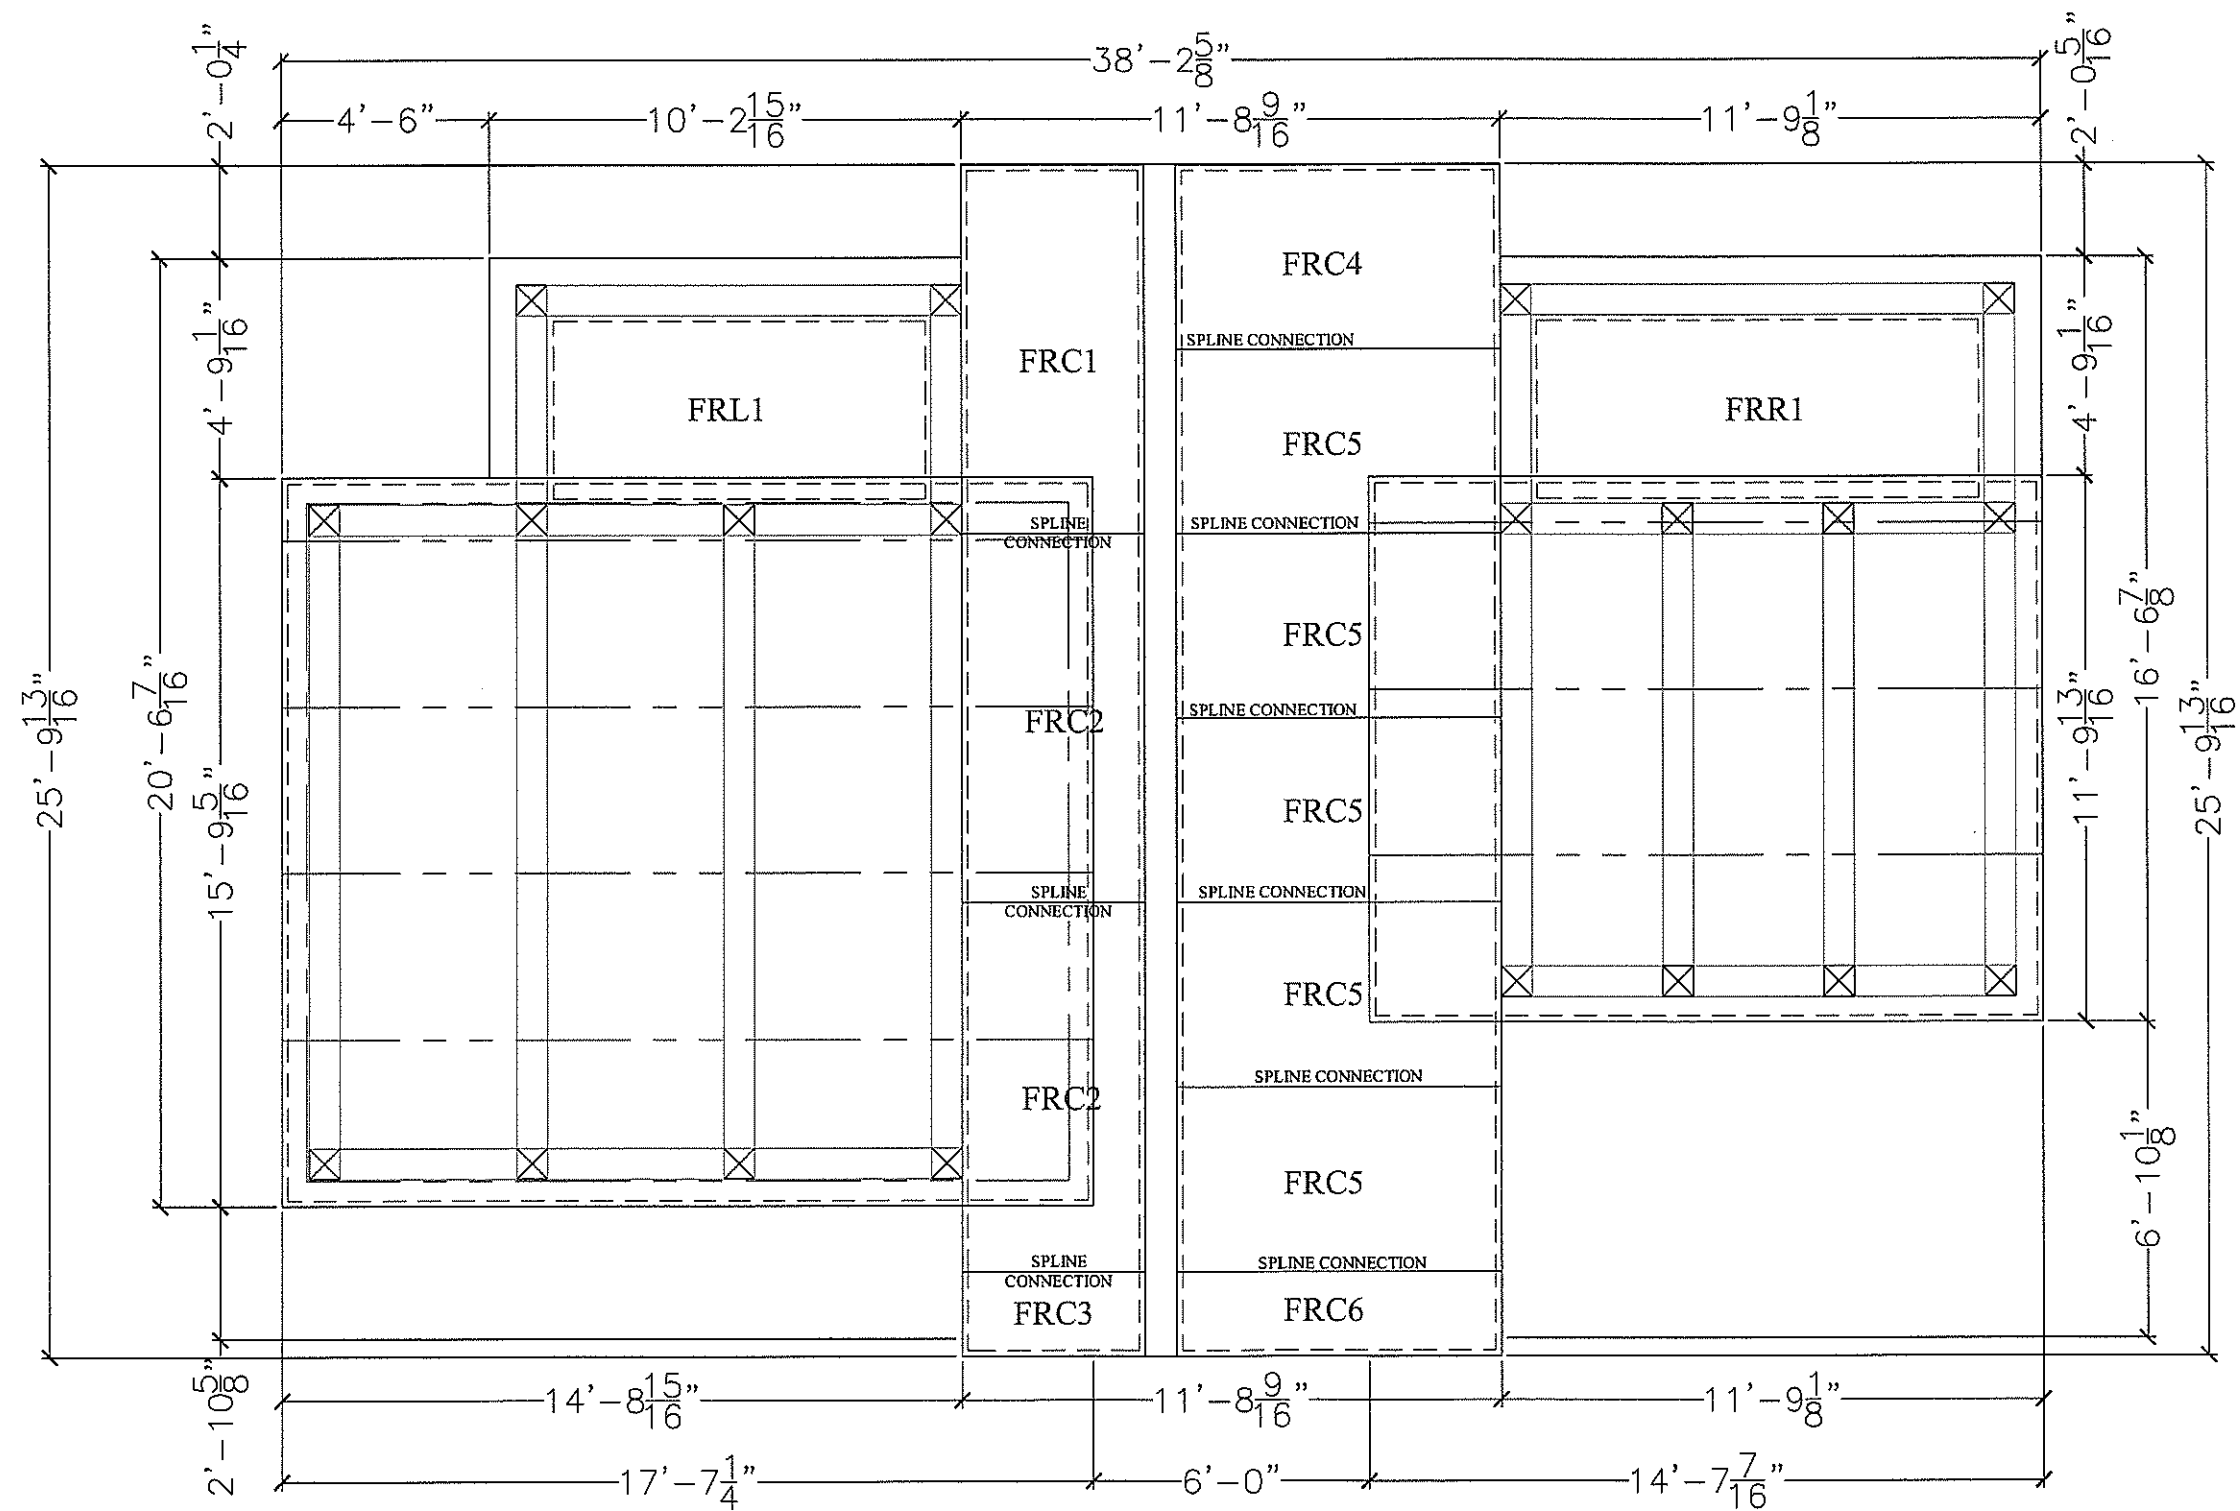 38'-2 5/8"
4'-6"
10'-2 15/16"
11'-8 9/16"
11'-9 1/8"
2'-0 1/4"
2'-0 5/16"
FRC4
SPLINE CONNECTION
FRC1
FRL1
FRR1
FRC5
4'-9 1/16"
4'-9 1/16"
SPLINE
CONNECTION
SPLINE CONNECTION
FRC5
SPLINE CONNECTION
FRC2
25'-9 13/16"
20'-6 7/16"
15'-9 5/16"
11'-9 13/16"
16'-6 7/8"
25'-9 13/16"
FRC5
SPLINE
CONNECTION
SPLINE CONNECTION
FRC5
SPLINE CONNECTION
FRC2
6'-10 1/8"
FRC5
SPLINE
CONNECTION
SPLINE CONNECTION
FRC3
FRC6
2'-10 5/8"
14'-8 15/16"
11'-8 9/16"
11'-9 1/8"
17'-7 1/4"
6'-0"
14'-7 7/16"